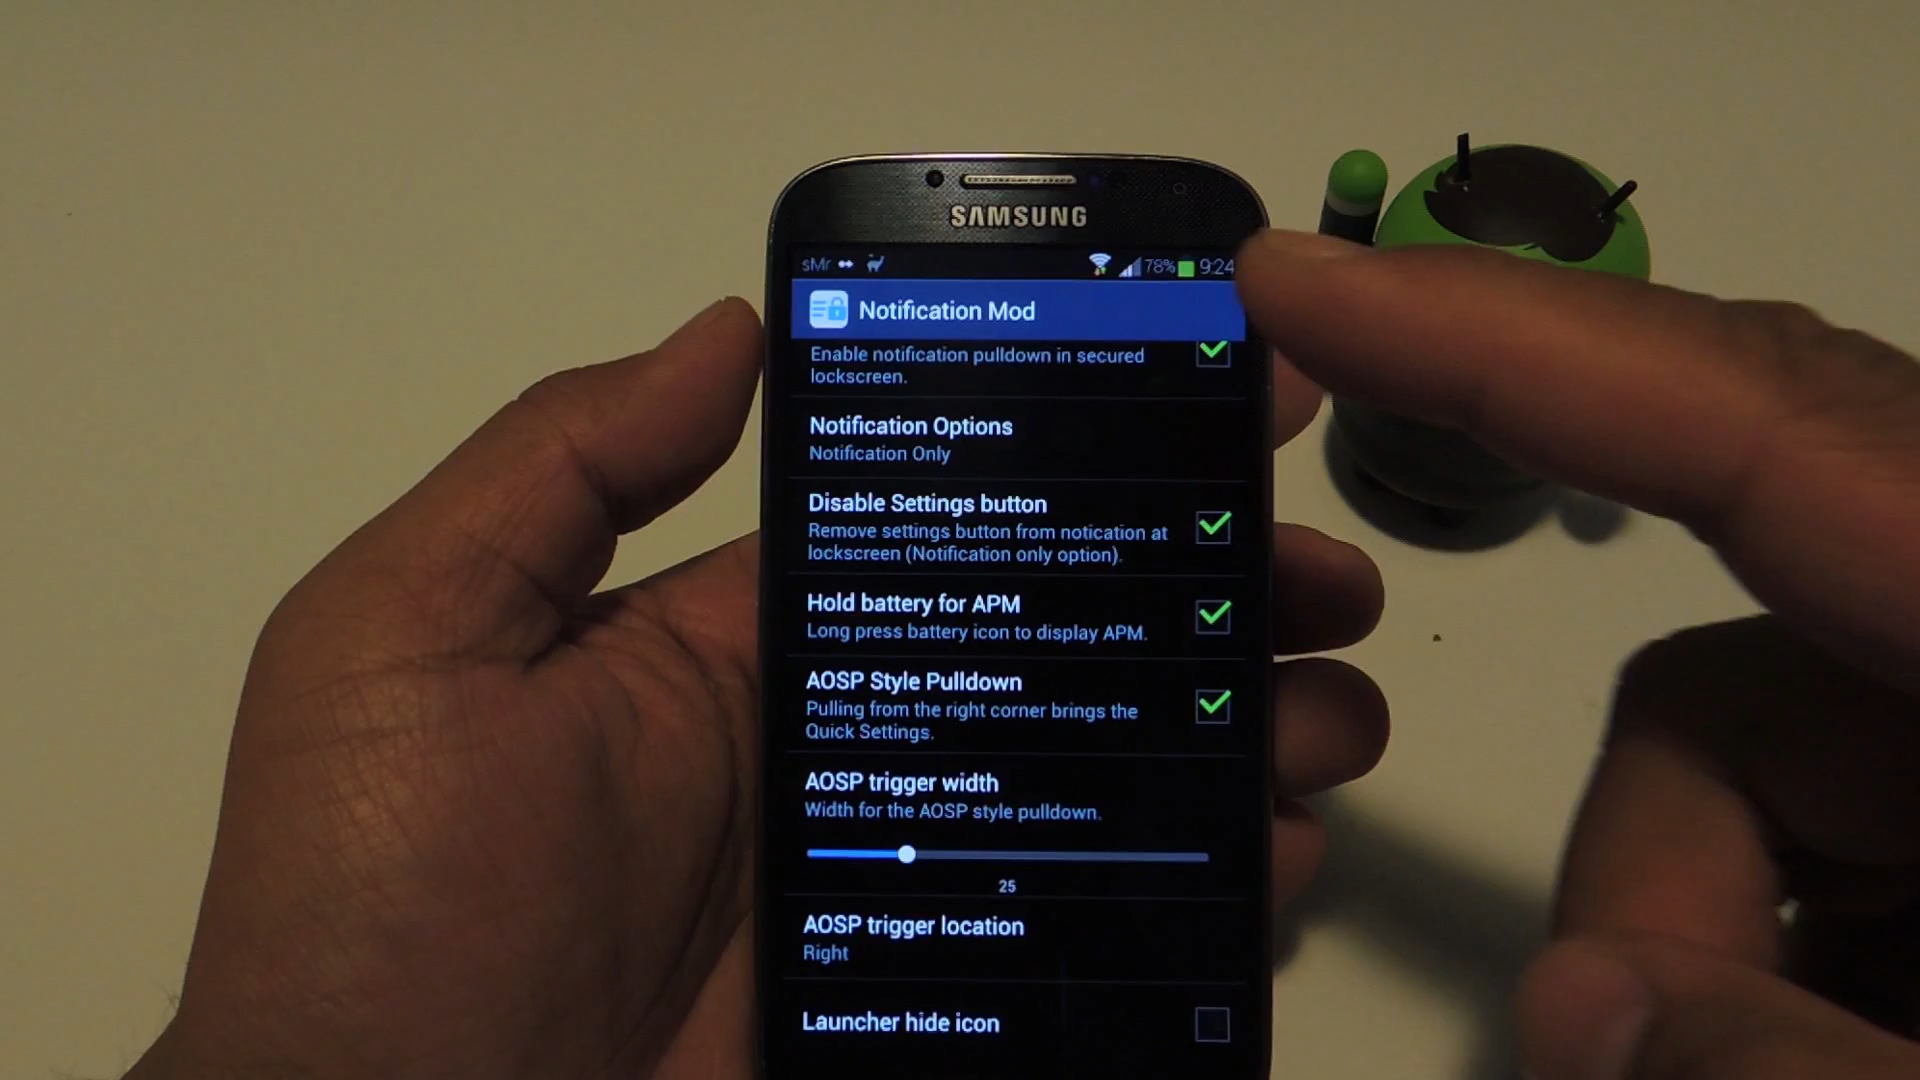 SAMSUNG
sMr 78% 9:24
Notification Mod
Enable notification pulldown in secured
lockscreen.
Notification Options
Notification Only
Disable Settings button
Remove settings button from notication at
lockscreen (Notification only option).
Hold battery for APM
Long press battery icon to display APM.
AOSP Style Pulldown
Pulling from the right corner brings the
Quick Settings.
AOSP trigger width
Width for the AOSP style pulldown.
25
AOSP trigger location
Right
Launcher hide icon